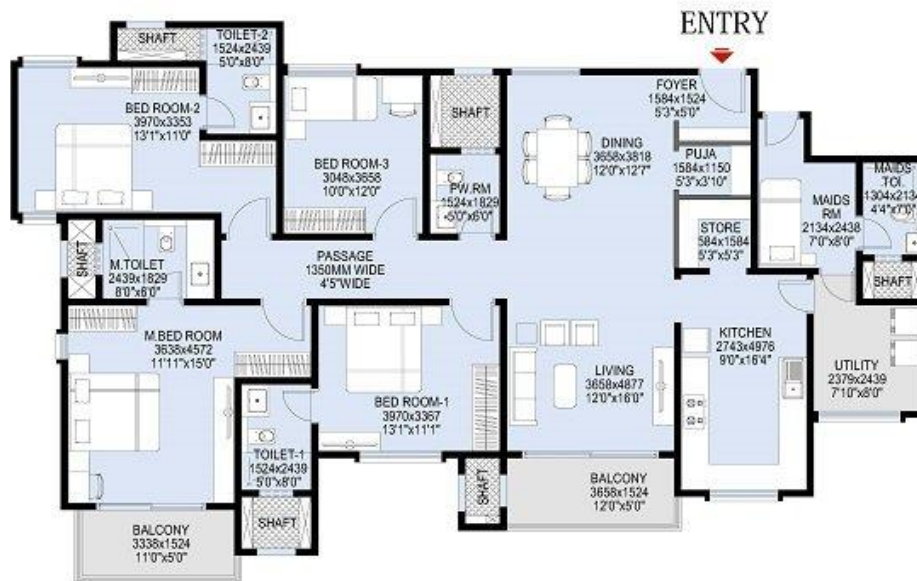 ENTRY
SHAFT
TOILET-2
1524x2439
5'0"x8'0"
BED ROOM-2
3970x3353
13'1"x11'0"
BED ROOM-3
3048x3658
10'0"x12'0"
SHAFT
PW.RM
1524x1829
5'0"x6'0"
DINING
3658x3818
12'0"x12'7"
FOYER
1584x1524
5'3"x5'0"
PUJA
1584x1150
5'3"x3'10"
STORE
584x1584
5'3"x5'3"
MAIDS
RM
2134x2438
7'0"x8'0"
MAIDS
TOI.
1304x2134
4'4"x7'0"
SHAFT
SHAFT
M.TOILET
2439x1829
8'0"x6'0"
PASSAGE
1350MM WIDE
4'5"WIDE
M.BED ROOM
3638x4572
11'11"x15'0"
BED ROOM-1
3970x3367
13'1"x11'1"
LIVING
3658x4877
12'0"x16'0"
KITCHEN
2743x4976
9'0"x16'4"
UTILITY
2379x2439
7'10"x8'0"
TOILET-1
1524x2439
5'0"x8'0"
SHAFT
SHAFT
BALCONY
3658x1524
12'0"x5'0"
BALCONY
3338x1524
11'0"x5'0"